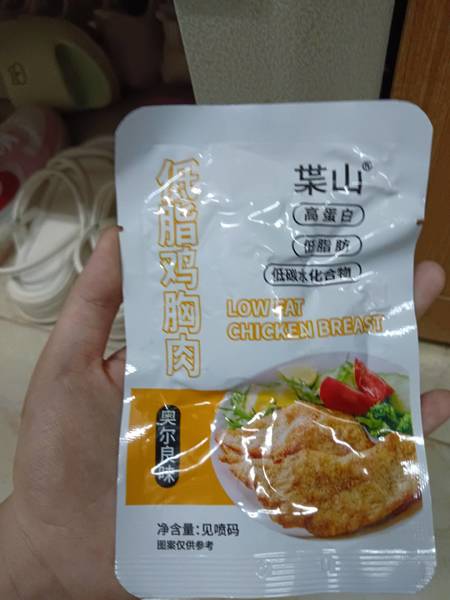 枼山®
高蛋白
低脂肪
低碳水化合物
低脂鸡胸肉
LOW FAT
CHICKEN BREAST
奥尔良味
净含量:见喷码
图案仅供参考